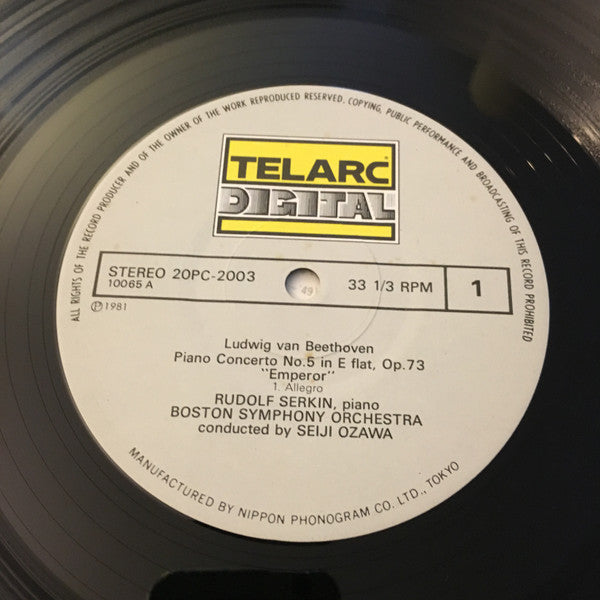 ALL RIGHTS OF THE RECORD PRODUCER AND OF THE OWNER OF THE WORK REPRODUCED RESERVED. COPYING, PUBLIC PERFORMANCE AND BROADCASTING OF THIS RECORD PROHIBITED
TELARC
DIGITAL
STEREO 20PC-2003
10065 A
49
33 1/3 RPM
1
Ⓟ1981
Ludwig van Beethoven
Piano Concerto No.5 in E flat, Op.73
"Emperor"
1. Allegro
RUDOLF SERKIN, piano
BOSTON SYMPHONY ORCHESTRA
conducted by SEIJI OZAWA
MANUFACTURED BY NIPPON PHONOGRAM CO. LTD., TOKYO